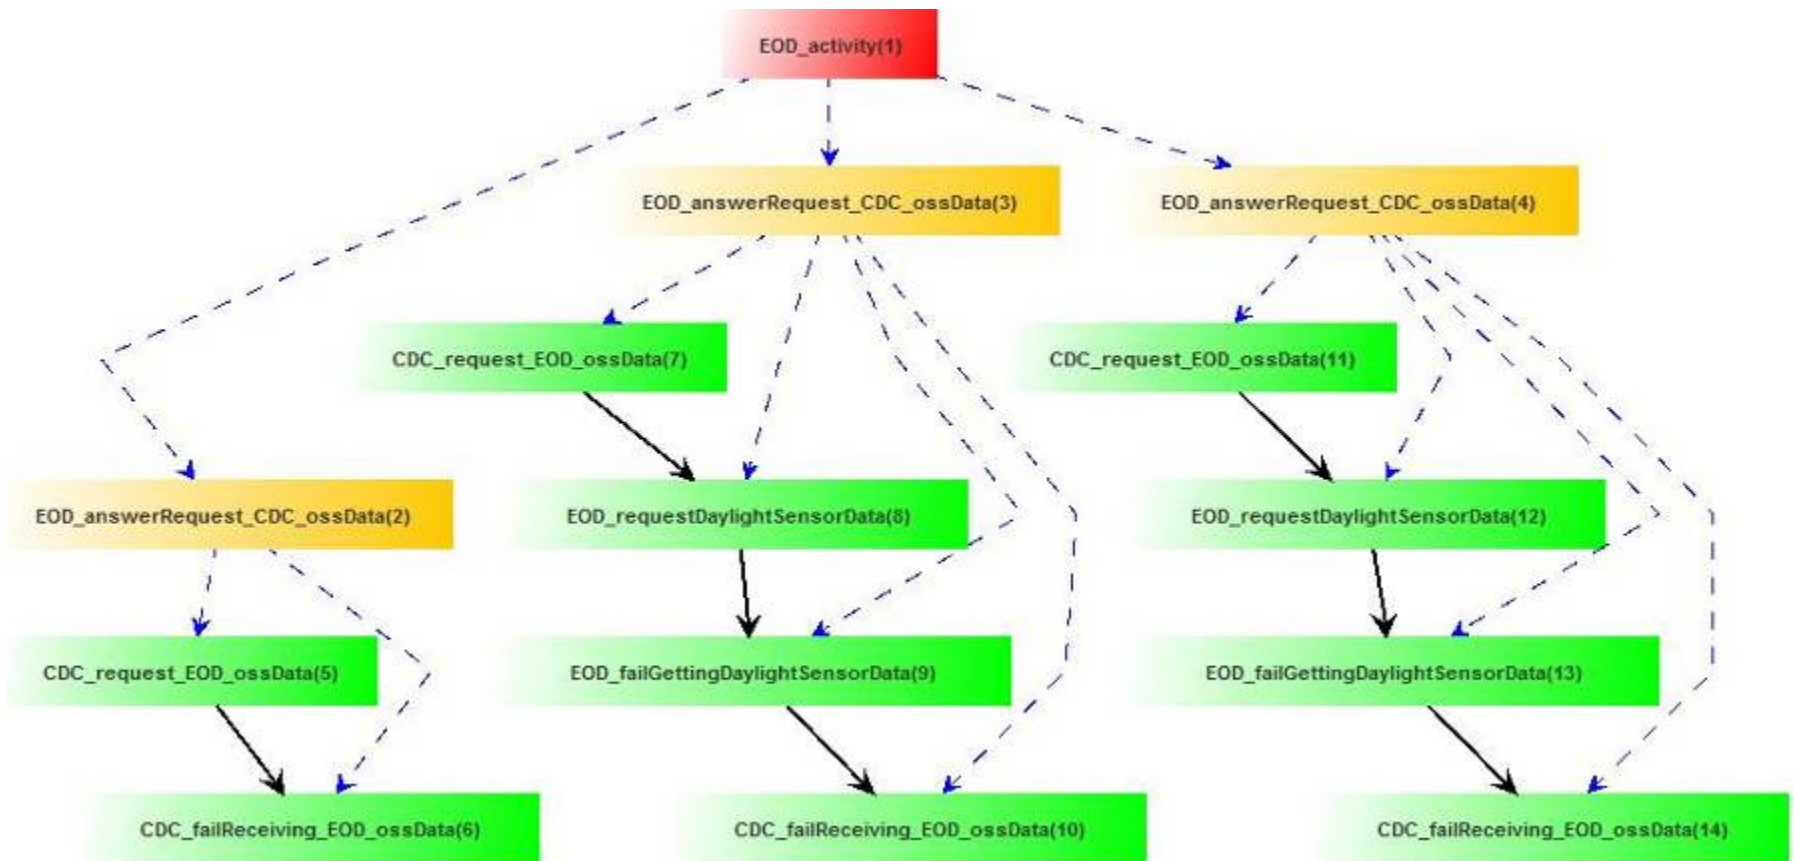 EOD_activity(1)
EOD_answerRequest_CDC_ossData(3)
EOD_answerRequest_CDC_ossData(4)
CDC_request_EOD_ossData(7)
CDC_request_EOD_ossData(11)
EOD_answerRequest_CDC_ossData(2)
EOD_requestDaylightSensorData(8)
EOD_requestDaylightSensorData(12)
CDC_request_EOD_ossData(5)
EOD_failGettingDaylightSensorData(9)
EOD_failGettingDaylightSensorData(13)
CDC_failReceiving_EOD_ossData(6)
CDC_failReceiving_EOD_ossData(10)
CDC_failReceiving_EOD_ossData(14)